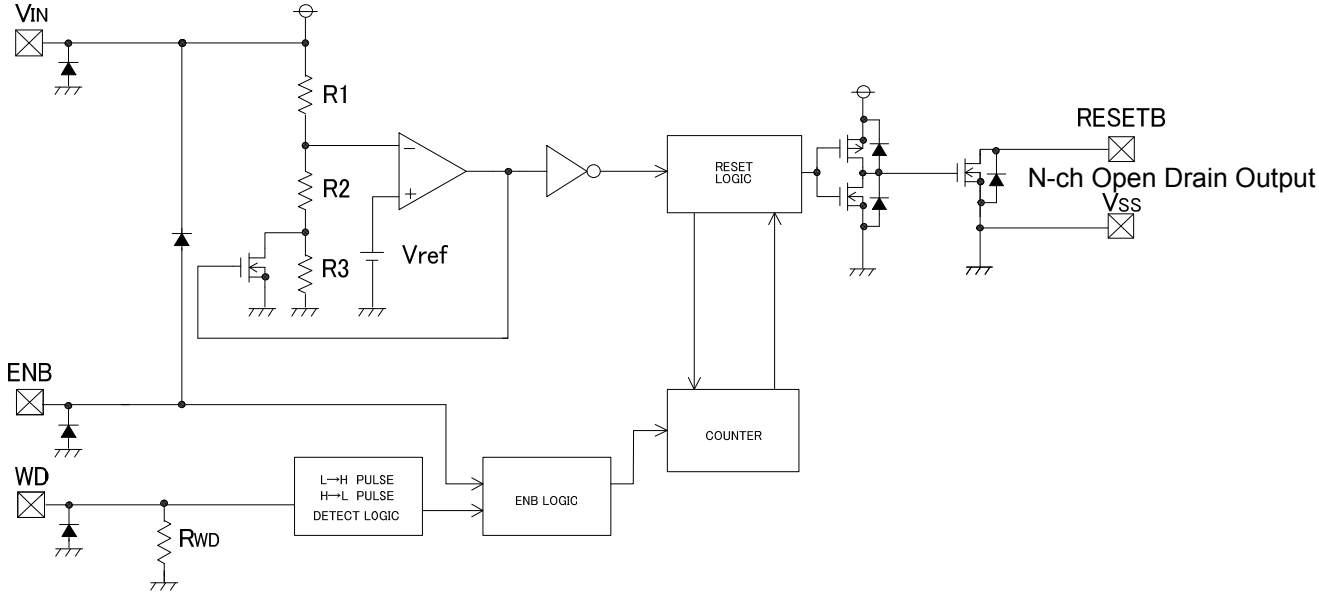 VIN
R1
RESETB
RESET
LOGIC
N-ch Open Drain Output
R2
VSS
Vref
R3
ENB
COUNTER
WD
L→H PULSE
H→L PULSE
DETECT LOGIC
ENB LOGIC
RWD